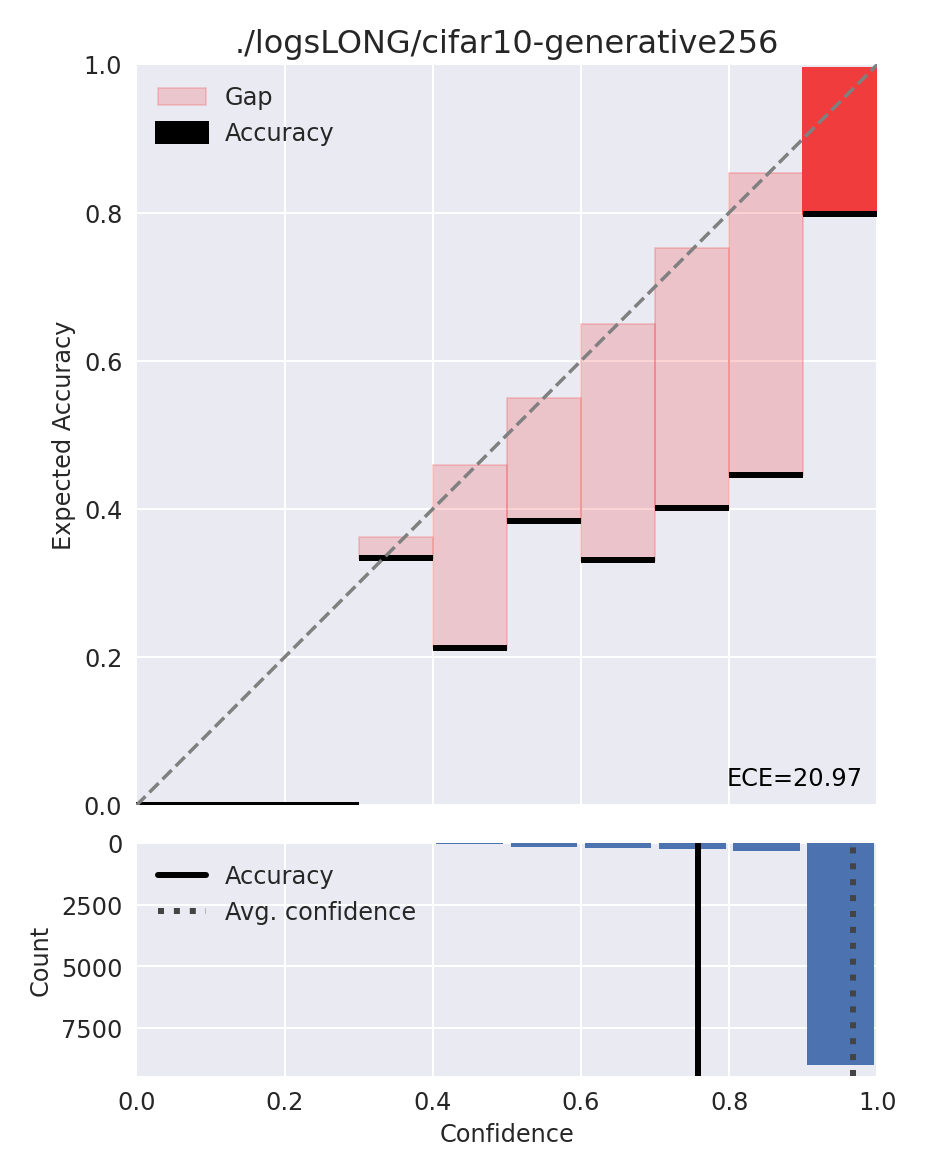 ./logsLONG/cifar10-generative256
1.0
Gap
Accuracy
0.8
0.6
Expected Accuracy
0.4
0.2
ECE=20.97
0.0
0
Accuracy
2500
Avg. confidence
Count
5000
7500
0.0 0.2 0.4 0.6 0.8 1.0
Confidence